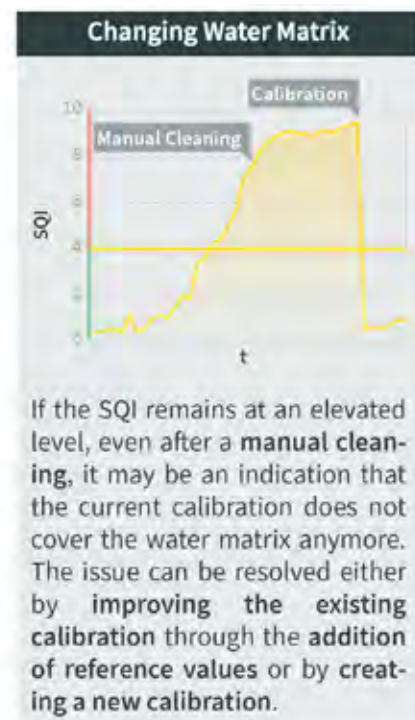 Changing Water Matrix
10
Calibration
8
Manual Cleaning
6
SQI
4
2
0
t
If the SQI remains at an elevated
level, even after a manual clean-
ing, it may be an indication that
the current calibration does not
cover the water matrix anymore.
The issue can be resolved either
by improving the existing
calibration through the addition
of reference values or by creat-
ing a new calibration.